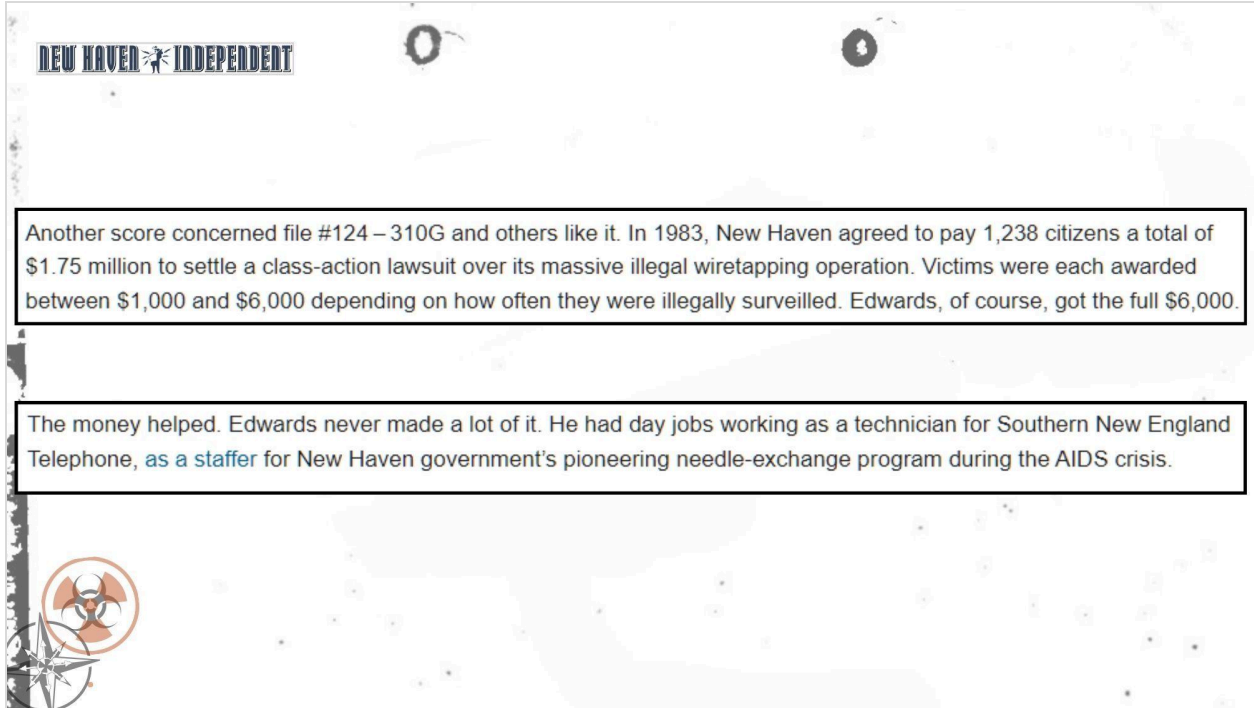 NEW HAVEN INDEPENDENT
Another score concerned file #124 – 310G and others like it. In 1983, New Haven agreed to pay 1,238 citizens a total of
$1.75 million to settle a class-action lawsuit over its massive illegal wiretapping operation. Victims were each awarded
between $1,000 and $6,000 depending on how often they were illegally surveilled. Edwards, of course, got the full $6,000.
The money helped. Edwards never made a lot of it. He had day jobs working as a technician for Southern New England
Telephone, as a staffer for New Haven government’s pioneering needle-exchange program during the AIDS crisis.